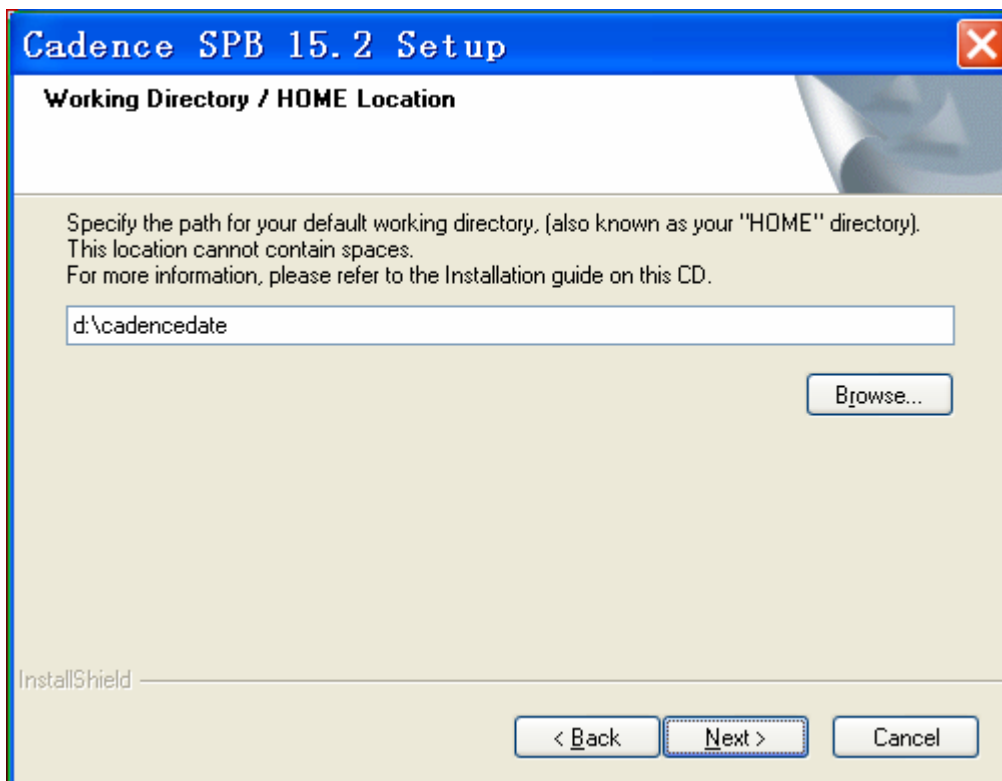 Cadence SPB 15.2 Setup
Working Directory / HOME Location
Specify the path for your default working directory, (also known as your "HOME" directory).
This location cannot contain spaces.
For more information, please refer to the Installation guide on this CD.
d:\cadencedate
Browse...
InstallShield
< Back
Next >
Cancel